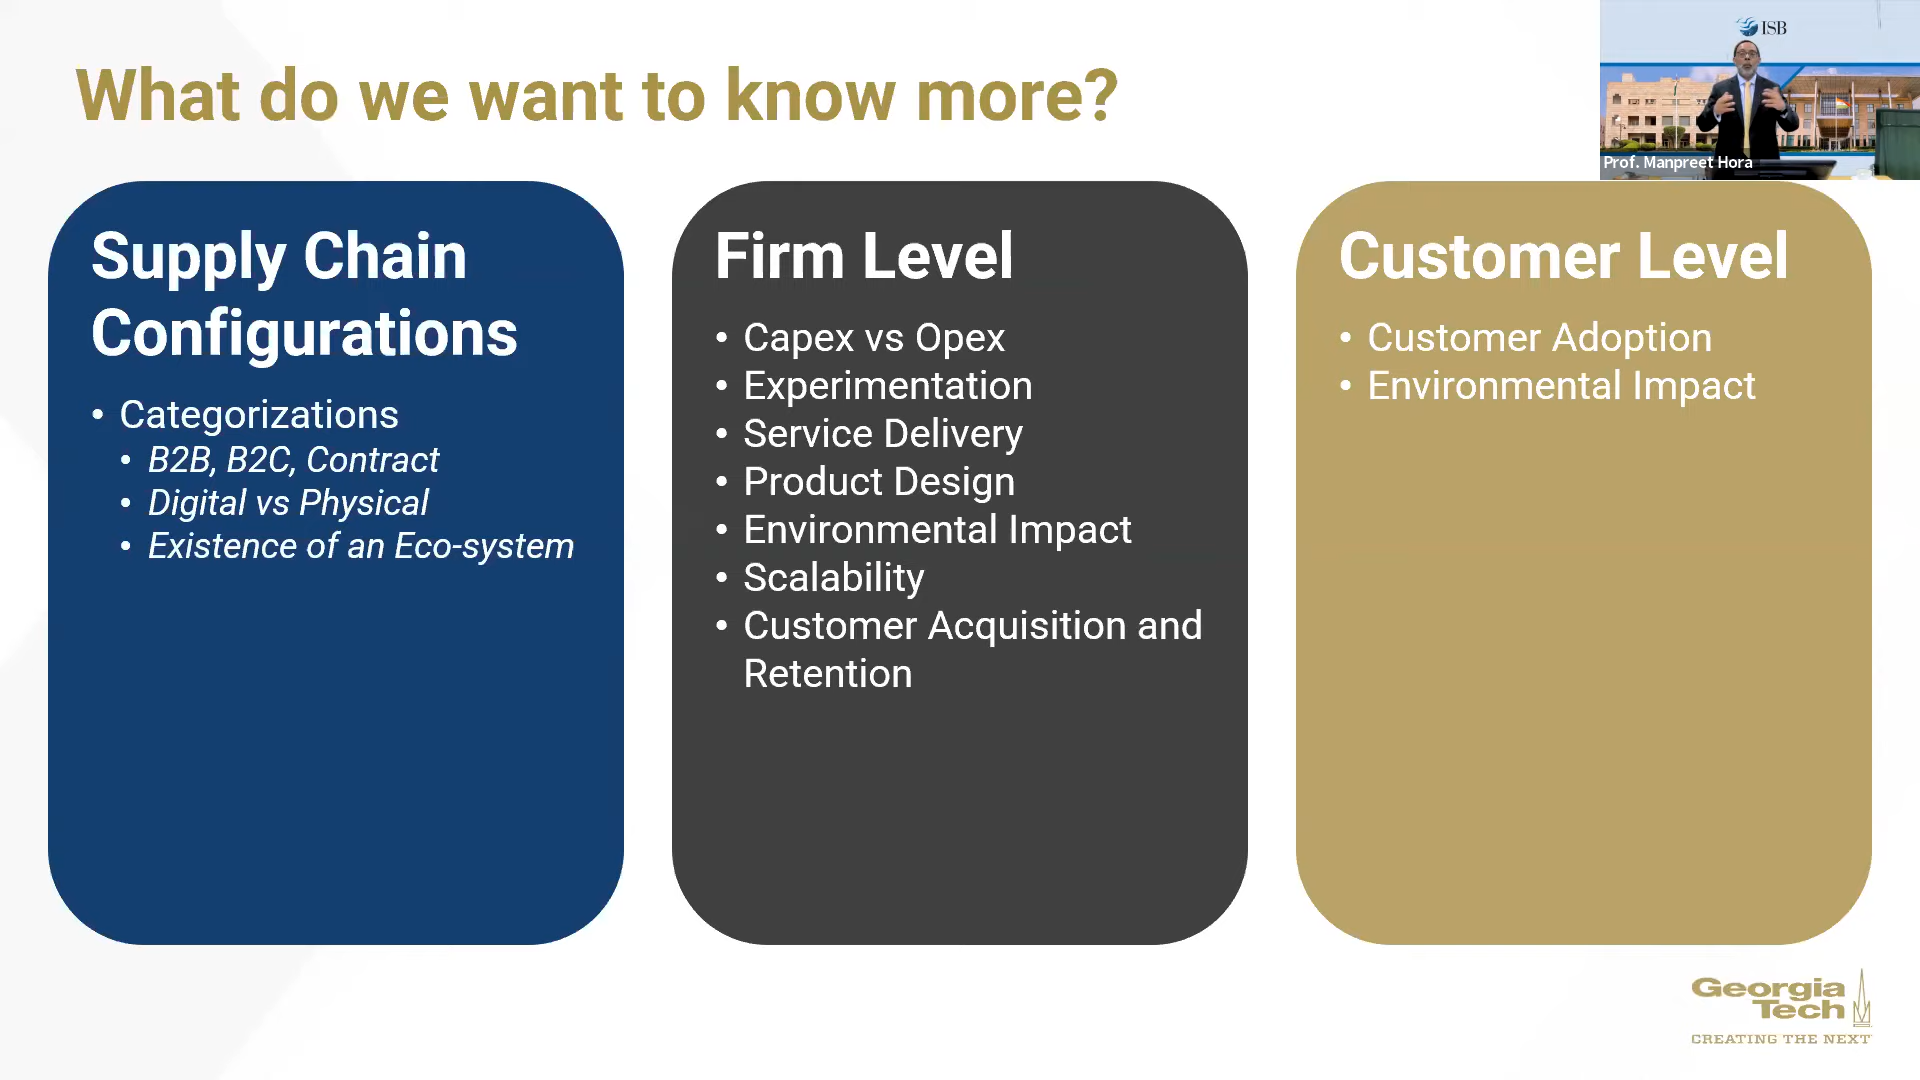 What do we want to know more?
ISB
Prof. Manpreet Hora
Supply Chain
Configurations
• Categorizations
• B2B, B2C, Contract
• Digital vs Physical
• Existence of an Eco-system
Firm Level
• Capex vs Opex
• Experimentation
• Service Delivery
• Product Design
• Environmental Impact
• Scalability
• Customer Acquisition and
Retention
Customer Level
• Customer Adoption
• Environmental Impact
Georgia
Tech
CREATING THE NEXT